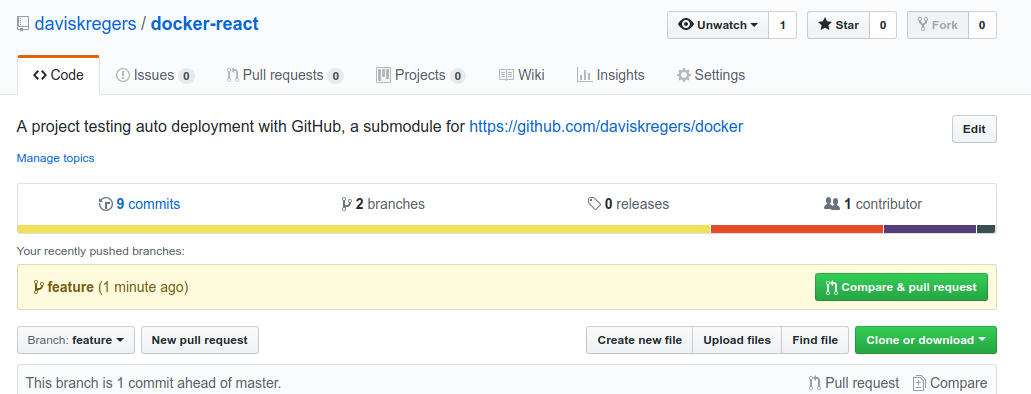 daviskregers / docker-react Unwatch 1 Star 0 Fork 0
Code Issues 0 Pull requests 0 Projects 0 Wiki Insights Settings
A project testing auto deployment with GitHub, a submodule for https://github.com/daviskregers/docker Edit
Manage topics
9 commits 2 branches 0 releases 1 contributor
Your recently pushed branches:
feature (1 minute ago) Compare & pull request
Branch: feature New pull request Create new file Upload files Find file Clone or download
This branch is 1 commit ahead of master. Pull request Compare